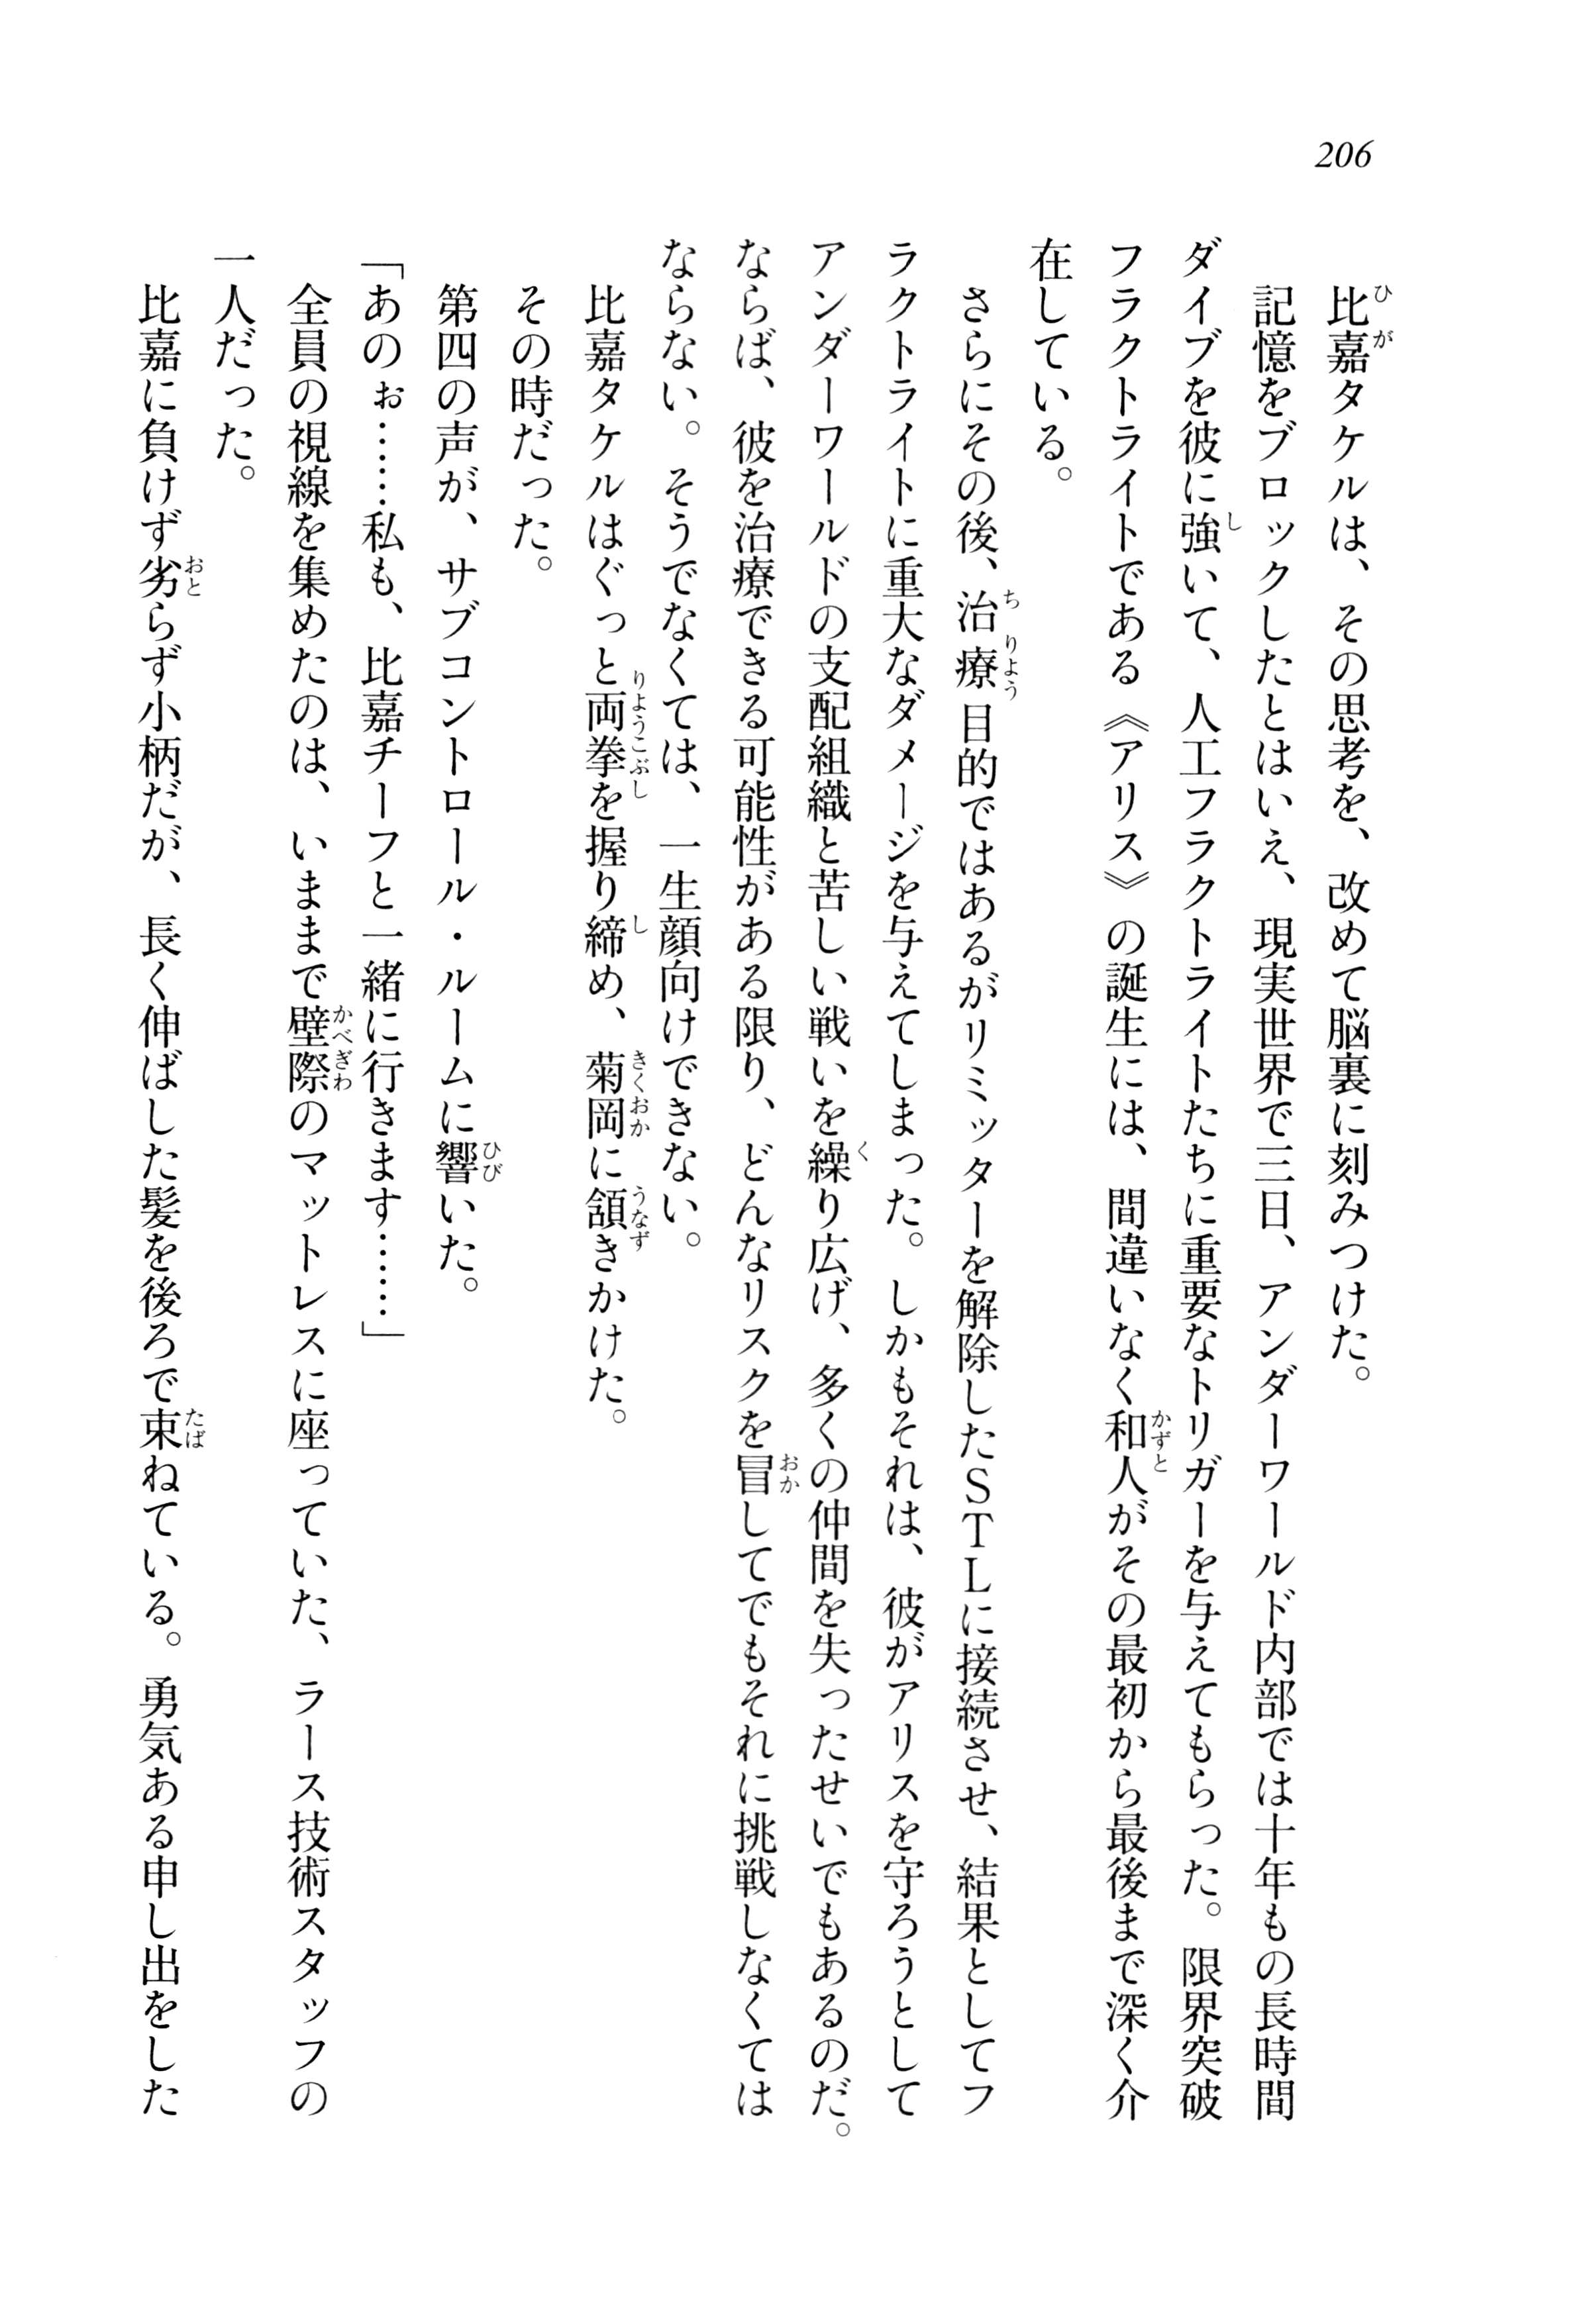 206
比嘉タケルは、その思考を、改めて脳裏に刻みつけた。
記憶をブロックしたとはいえ、現実世界で三日、アンダーワールド内部では十年もの長時間
ダイブを彼に強いて、人工フラクトライトたちに重要なトリガーを与えてもらった。限界突破
フラクトライトである《アリス》の誕生には、間違いなく和人がその最初から最後まで深く介
在している。
さらにその後、治療目的ではあるがリミッターを解除したSTLに接続させ、結果としてフ
ラクトライトに重大なダメージを与えてしまった。しかもそれは、彼がアリスを守ろうとして
アンダーワールドの支配組織と苦しい戦いを繰り広げ、多くの仲間を失ったせいでもあるのだ。
ならば、彼を治療できる可能性がある限り、どんなリスクを冒してでもそれに挑戦しなくては
ならない。そうでなくては、一生顔向けできない。
比嘉タケルはぐっと両拳を握り締め、菊岡に頷きかけた。
その時だった。
第四の声が、サブコントロール・ルームに響いた。
「あのぉ……私も、比嘉チーフと一緒に行きます……」
全員の視線を集めたのは、いままで壁際のマットレスに座っていた、ラース技術スタッフの
一人だった。
比嘉に負けず劣らず小柄だが、長く伸ばした髪を後ろで束ねている。勇気ある申し出をした